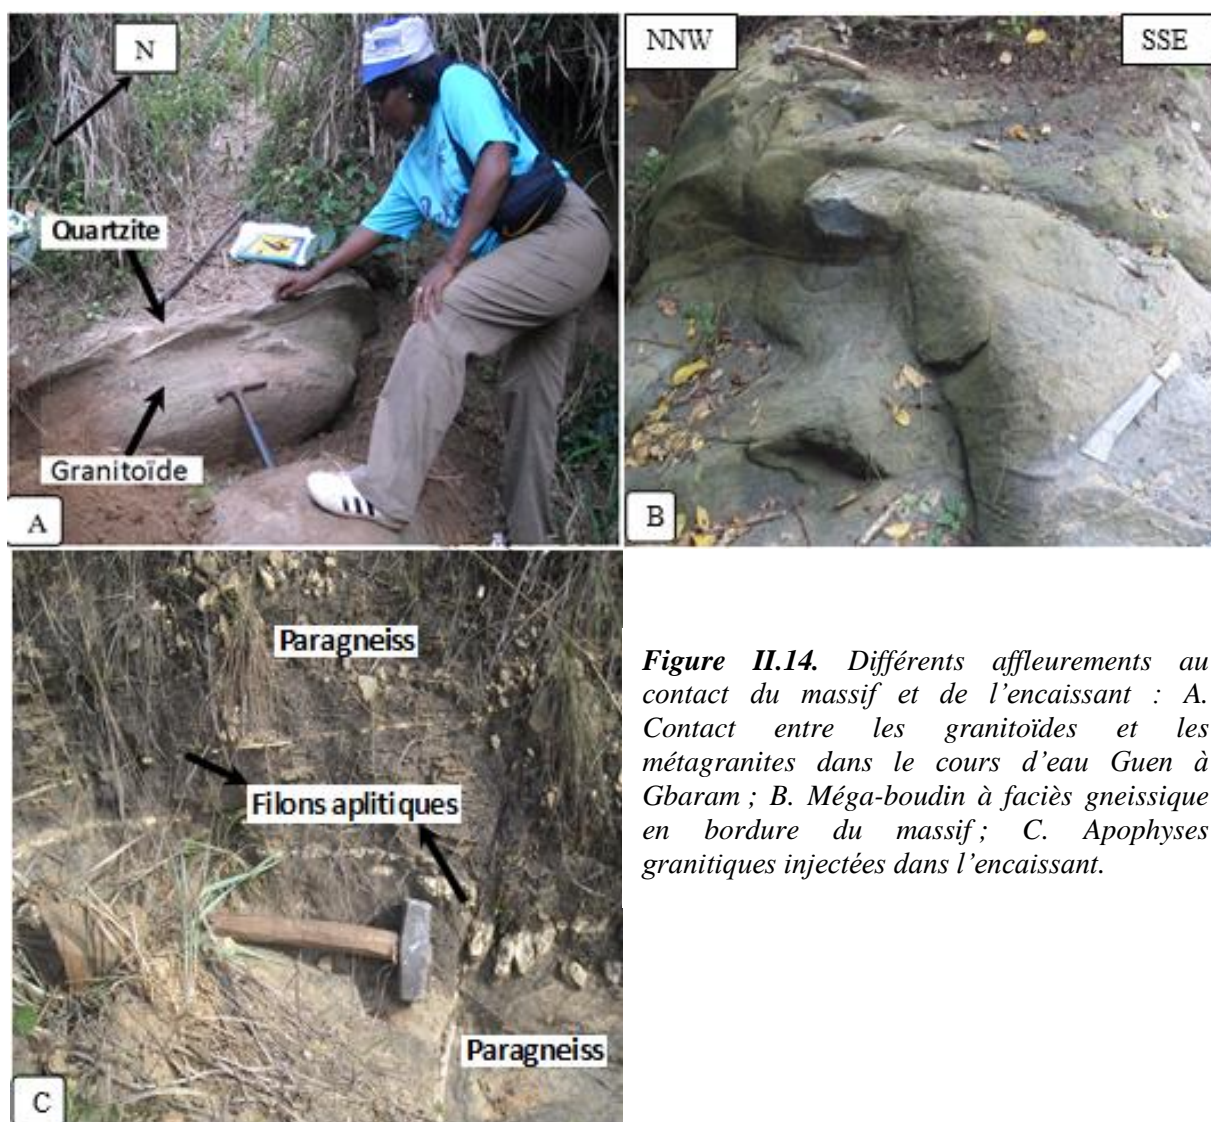 N
Quartzite
Granitoïde
A
NNW
SSE
B
Paragneiss
Filons aplitiques
Paragneiss
C
Figure II.14. Différents affleurements au
contact du massif et de l'encaissant : A.
Contact entre les granitoïdes et les
métagranites dans le cours d'eau Guen à
Gbaram ; B. Méga-boudin à faciès gneissique
en bordure du massif ; C. Apophyses
granitiques injectées dans l'encaissant.